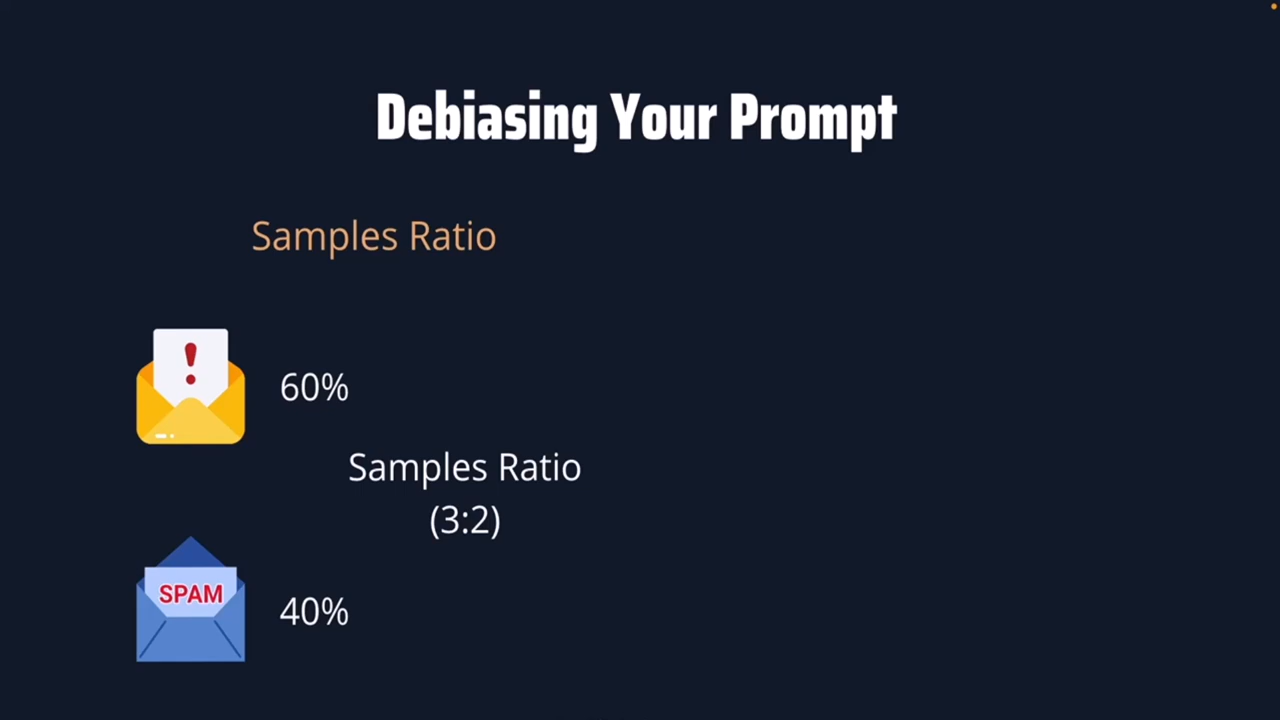 Debiasing Your Prompt
Samples Ratio
!
60%
Samples Ratio
(3:2)
SPAM
40%